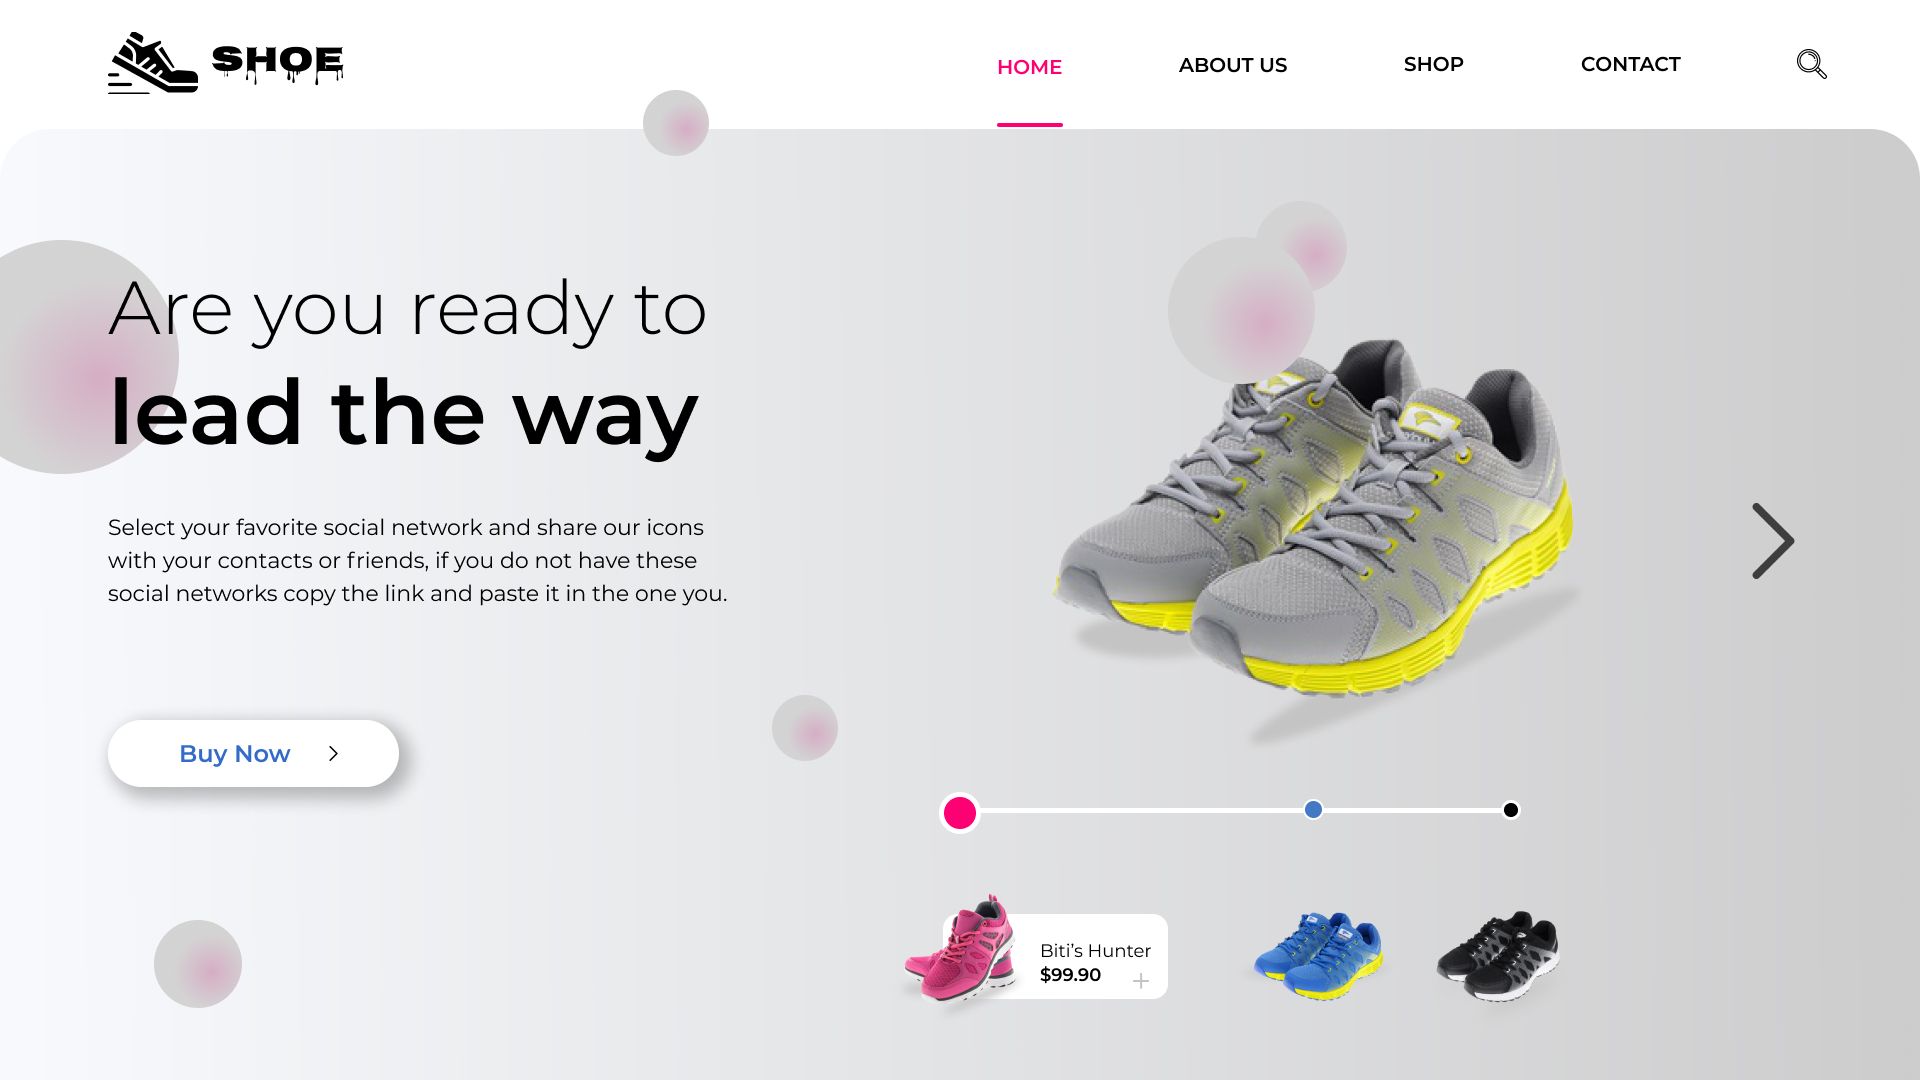 SHOE
HOME
ABOUT US
SHOP
CONTACT
Are you ready to
lead the way
Select your favorite social network and share our icons
with your contacts or friends, if you do not have these
social networks copy the link and paste it in the one you.
Buy Now
Biti’s Hunter
$99.90